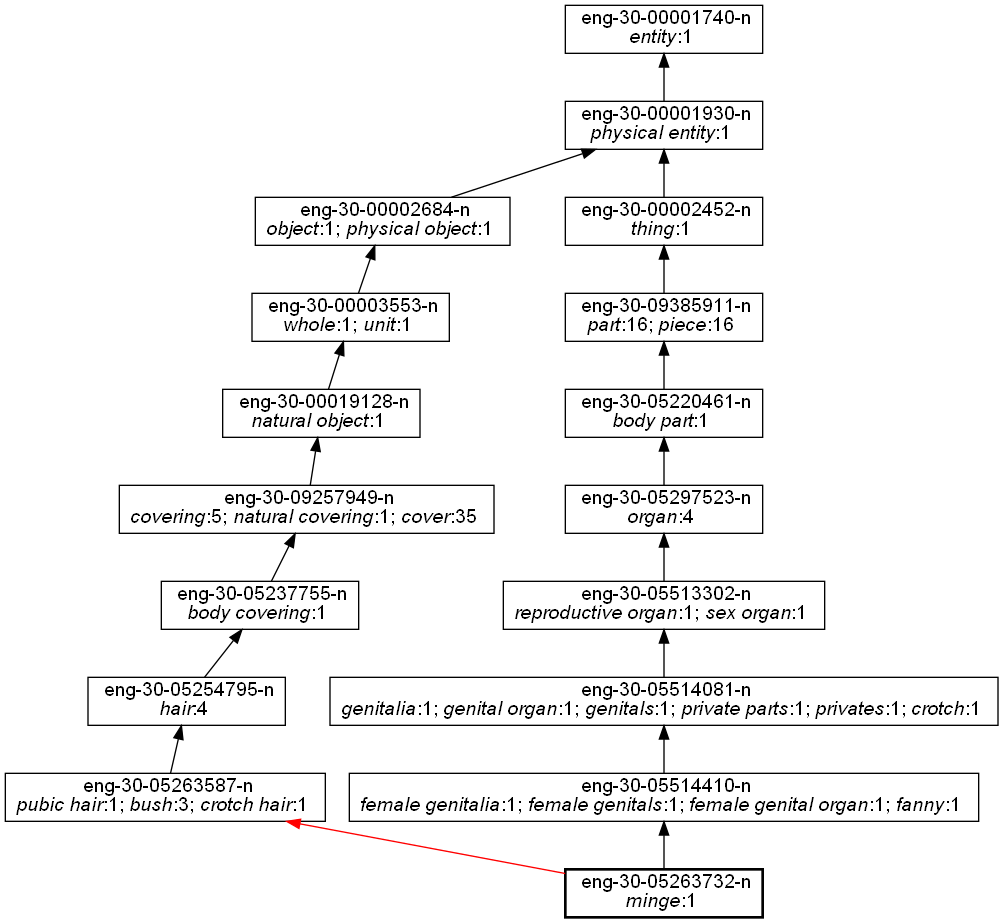 eng-30-00001740-n
entity:1
eng-30-00001930-n
physical entity:1
eng-30-00002684-n
object:1; physical object:1
eng-30-00002452-n
thing:1
eng-30-00003553-n
whole:1; unit:1
eng-30-09385911-n
part:16; piece:16
eng-30-00019128-n
natural object:1
eng-30-05220461-n
body part:1
eng-30-09257949-n
covering:5; natural covering:1; cover:35
eng-30-05297523-n
organ:4
eng-30-05237755-n
body covering:1
eng-30-05513302-n
reproductive organ:1; sex organ:1
eng-30-05254795-n
hair:4
eng-30-05514081-n
genitalia:1; genital organ:1; genitals:1; private parts:1; privates:1; crotch:1
eng-30-05263587-n
pubic hair:1; bush:3; crotch hair:1
eng-30-05514410-n
female genitalia:1; female genitals:1; female genital organ:1; fanny:1
eng-30-05263732-n
minge:1